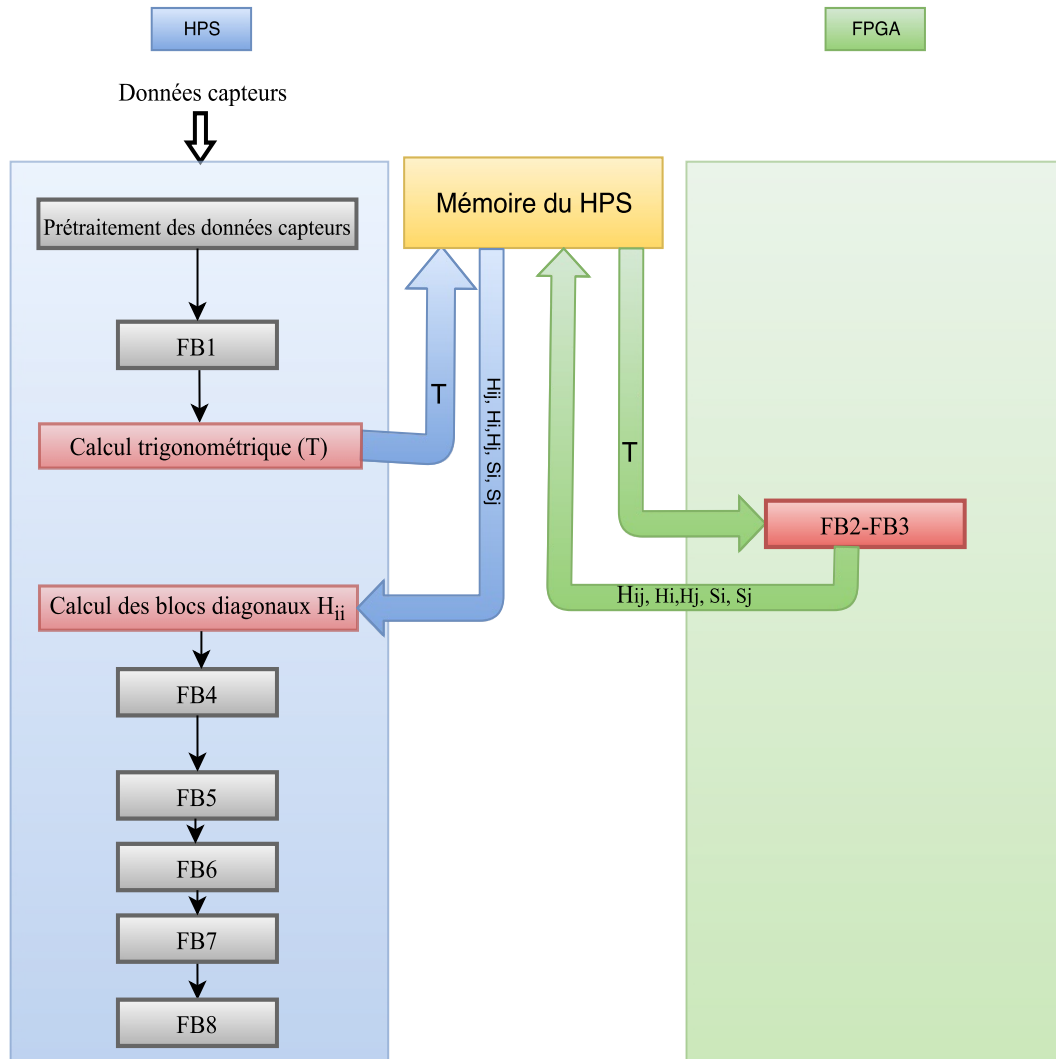 HPS
FPGA
Données capteurs
Mémoire du HPS
Prétraitement des données capteurs
FB1
Calcul trigonométrique (T)
T
Hij, Hi,Hj, Si, Sj
T
FB2-FB3
Hij, Hi,Hj, Si, Sj
Calcul des blocs diagonaux Hii
FB4
FB5
FB6
FB7
FB8